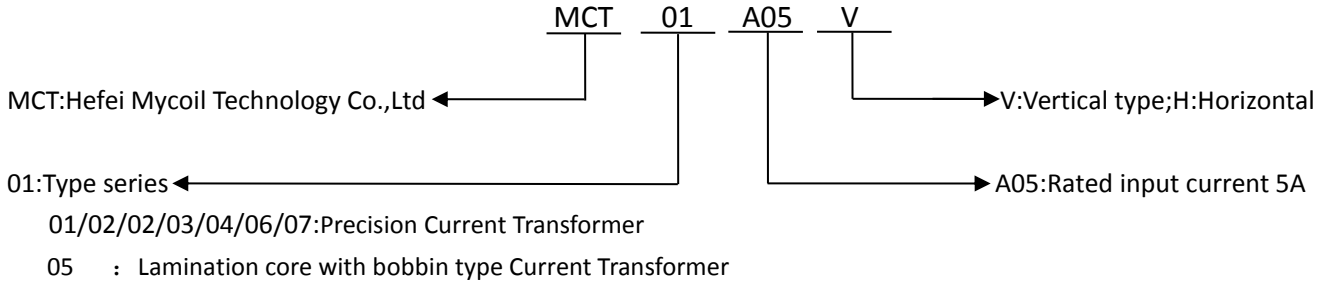 MCT 01 A05 V
MCT:Hefei Mycoil Technology Co.,Ltd V:Vertical type;H:Horizontal
01:Type series A05:Rated input current 5A
01/02/02/03/04/06/07:Precision Current Transformer
05 ：Lamination core with bobbin type Current Transformer